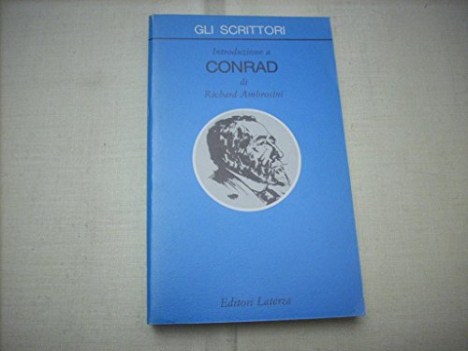 GLI SCRITTORI
Introduzione a
CONRAD
di
Richard Ambrosini
Editori Laterza